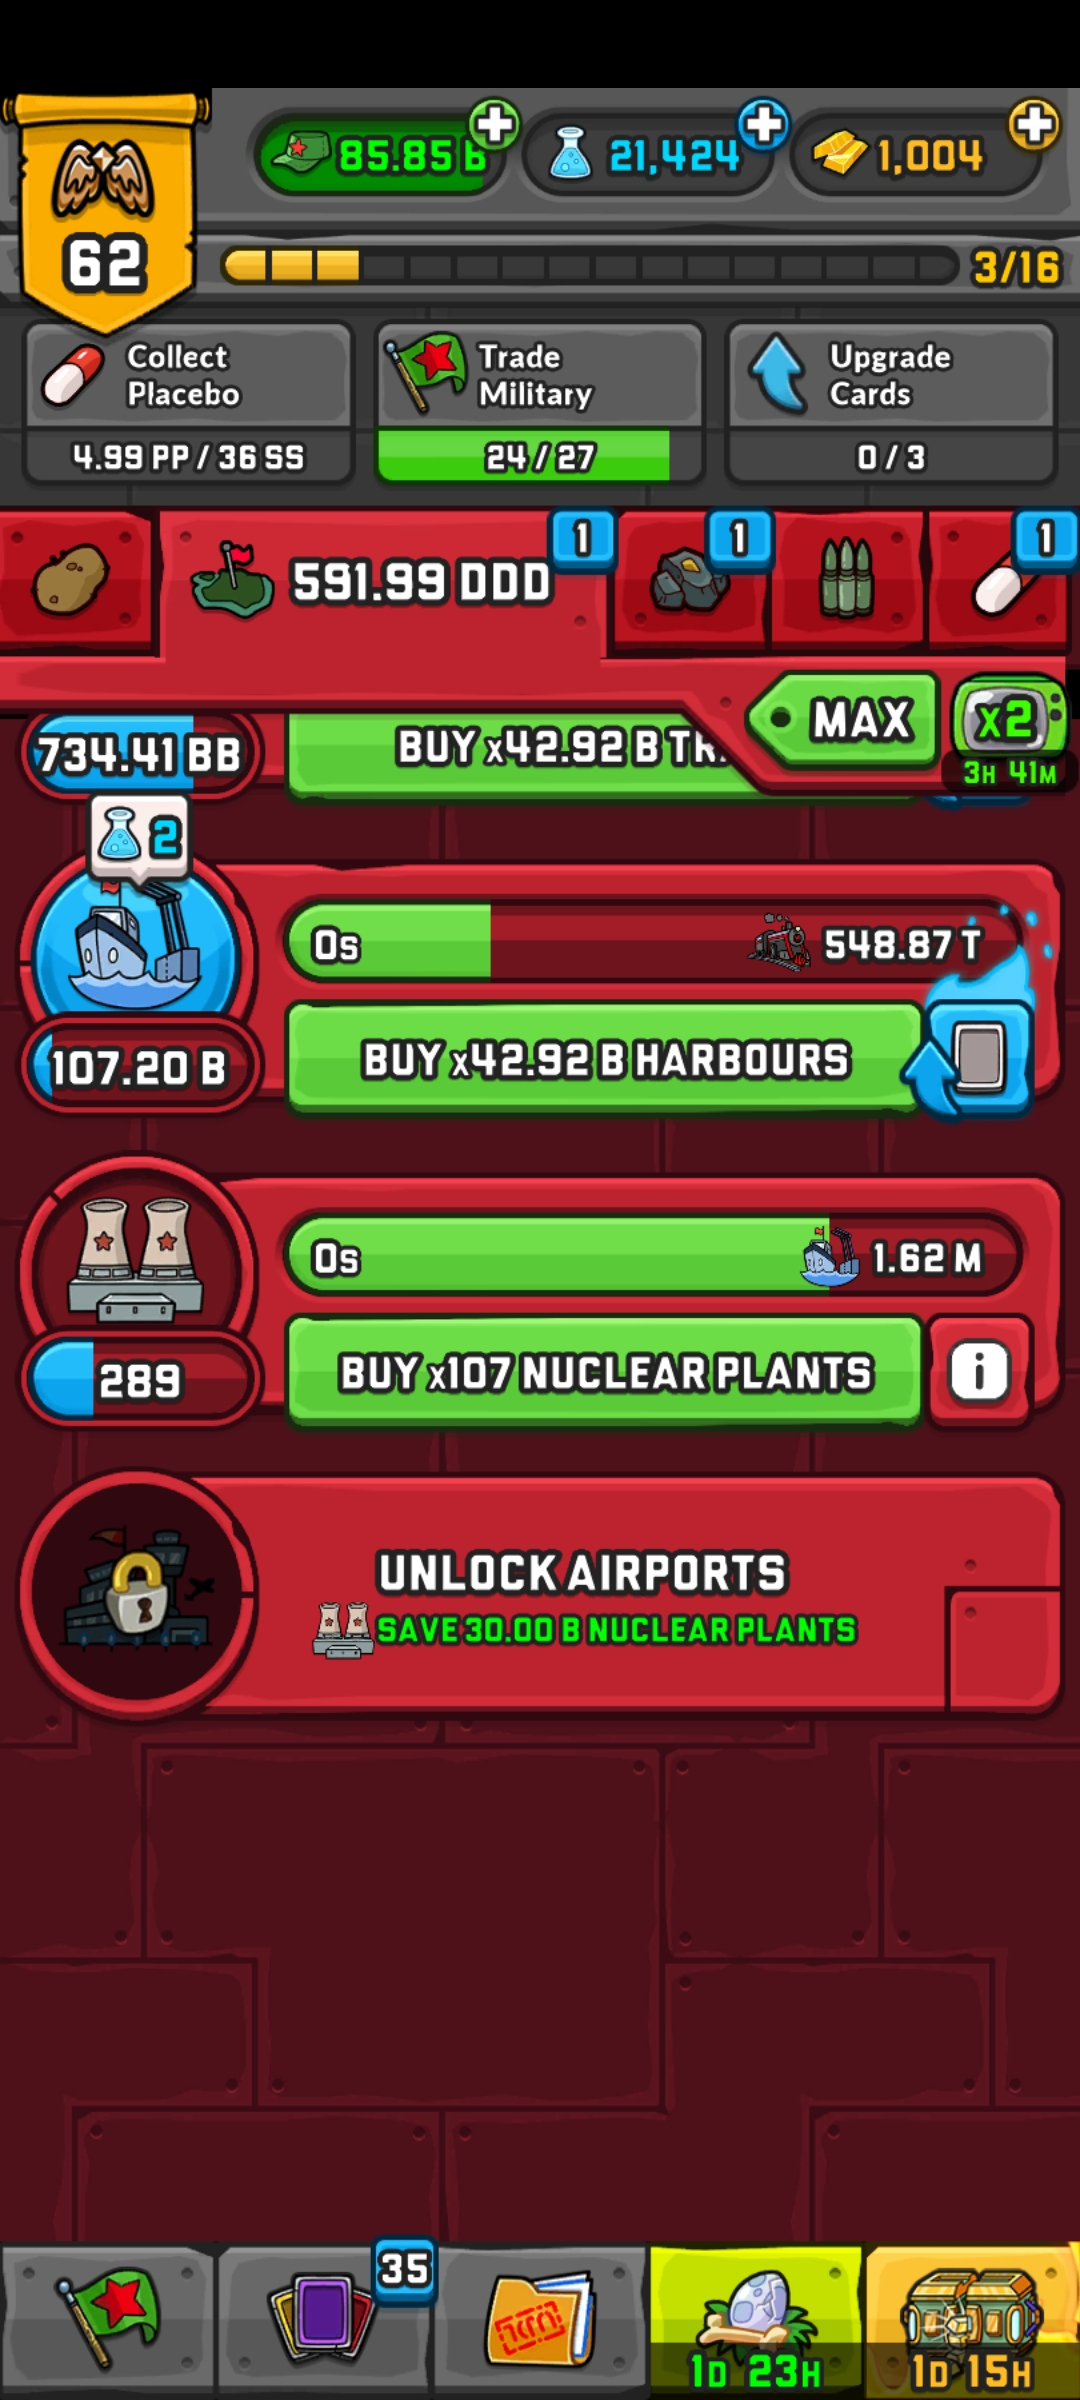 85.85 B
21,424
1,004
62
3/16
Collect
Placebo
Trade
Military
Upgrade
Cards
4.99 PP / 36 SS
24 / 27
0 / 3
1
1
1
591.99 DDD
MAX
x2
3H 41M
734.41 BB
BUY x42.92 B
2
0s
548.87 T
107.20 B
BUY x42.92 B HARBOURS
0s
1.62 M
289
BUY x107 NUCLEAR PLANTS
i
UNLOCK AIRPORTS
SAVE 30.00 B NUCLEAR PLANTS
35
1D 23H
1D 15H